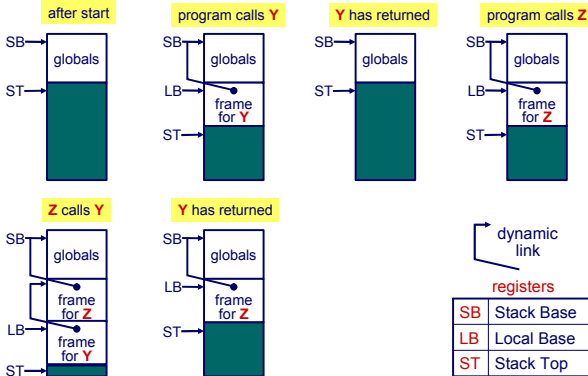 after start
SB
globals
ST
program calls Y
SB
globals
LB
frame
for Y
ST
Y has returned
SB
globals
ST
program calls Z
SB
globals
LB
frame
for Z
ST
Z calls Y
SB
globals
frame
for Z
LB
frame
for Y
ST
Y has returned
SB
globals
LB
frame
for Z
ST
dynamic
link
registers
SB Stack Base
LB Local Base
ST Stack Top